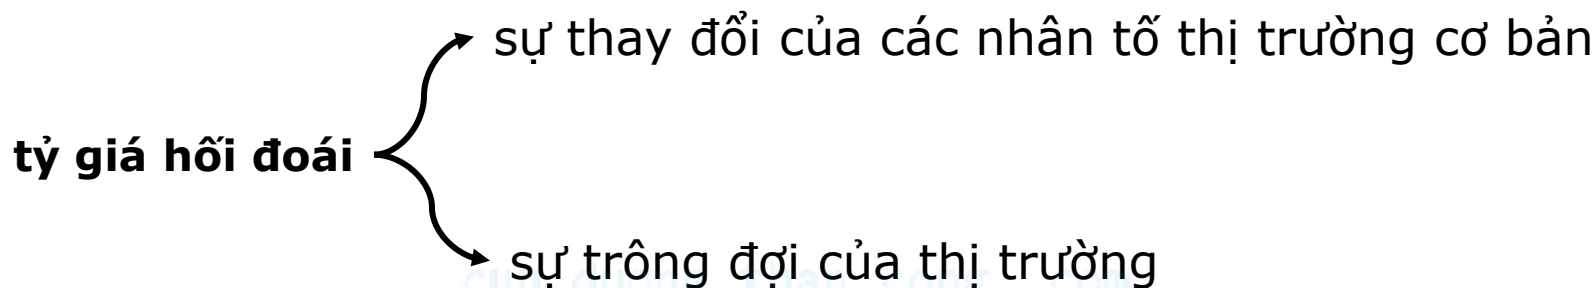 sự thay đổi của các nhân tố thị trường cơ bản
tỷ giá hối đoái
sự trông đợi của thị trường